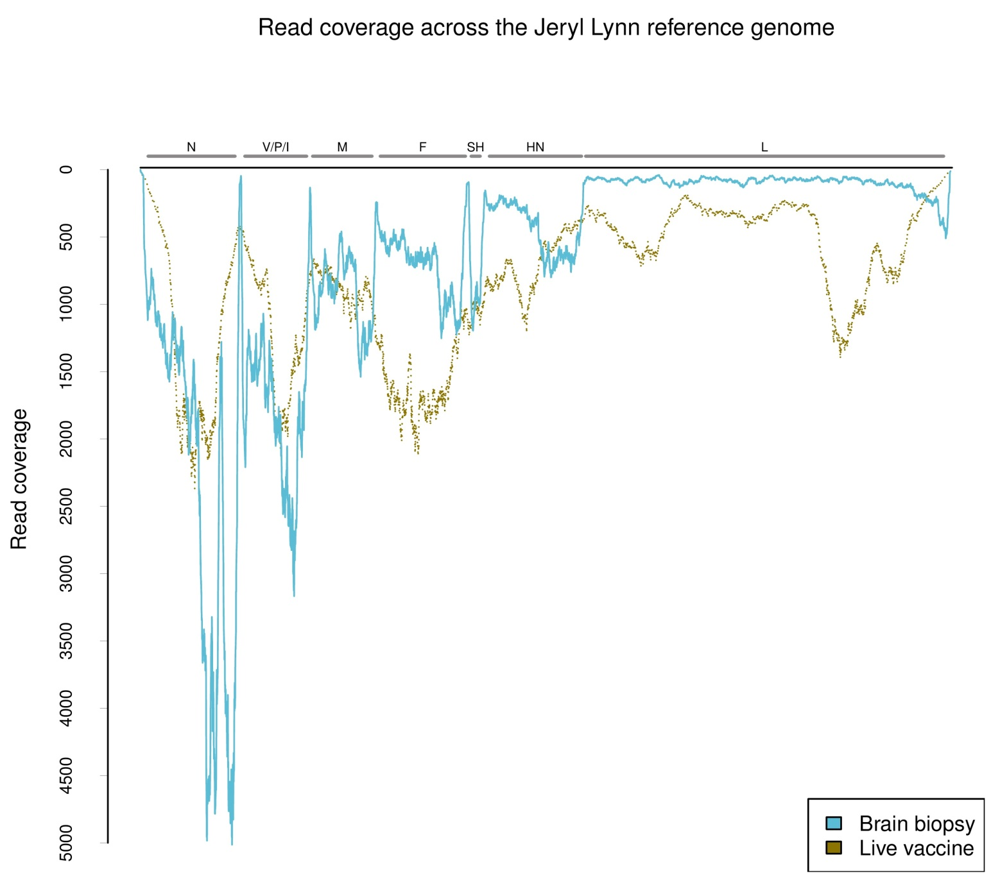 Read coverage across the Jeryl Lynn reference genome
N V/P/I M F SH HN L
0
500
1000
1500
2000
2500
3000
3500
4000
4500
5000
Read coverage
Brain biopsy
Live vaccine